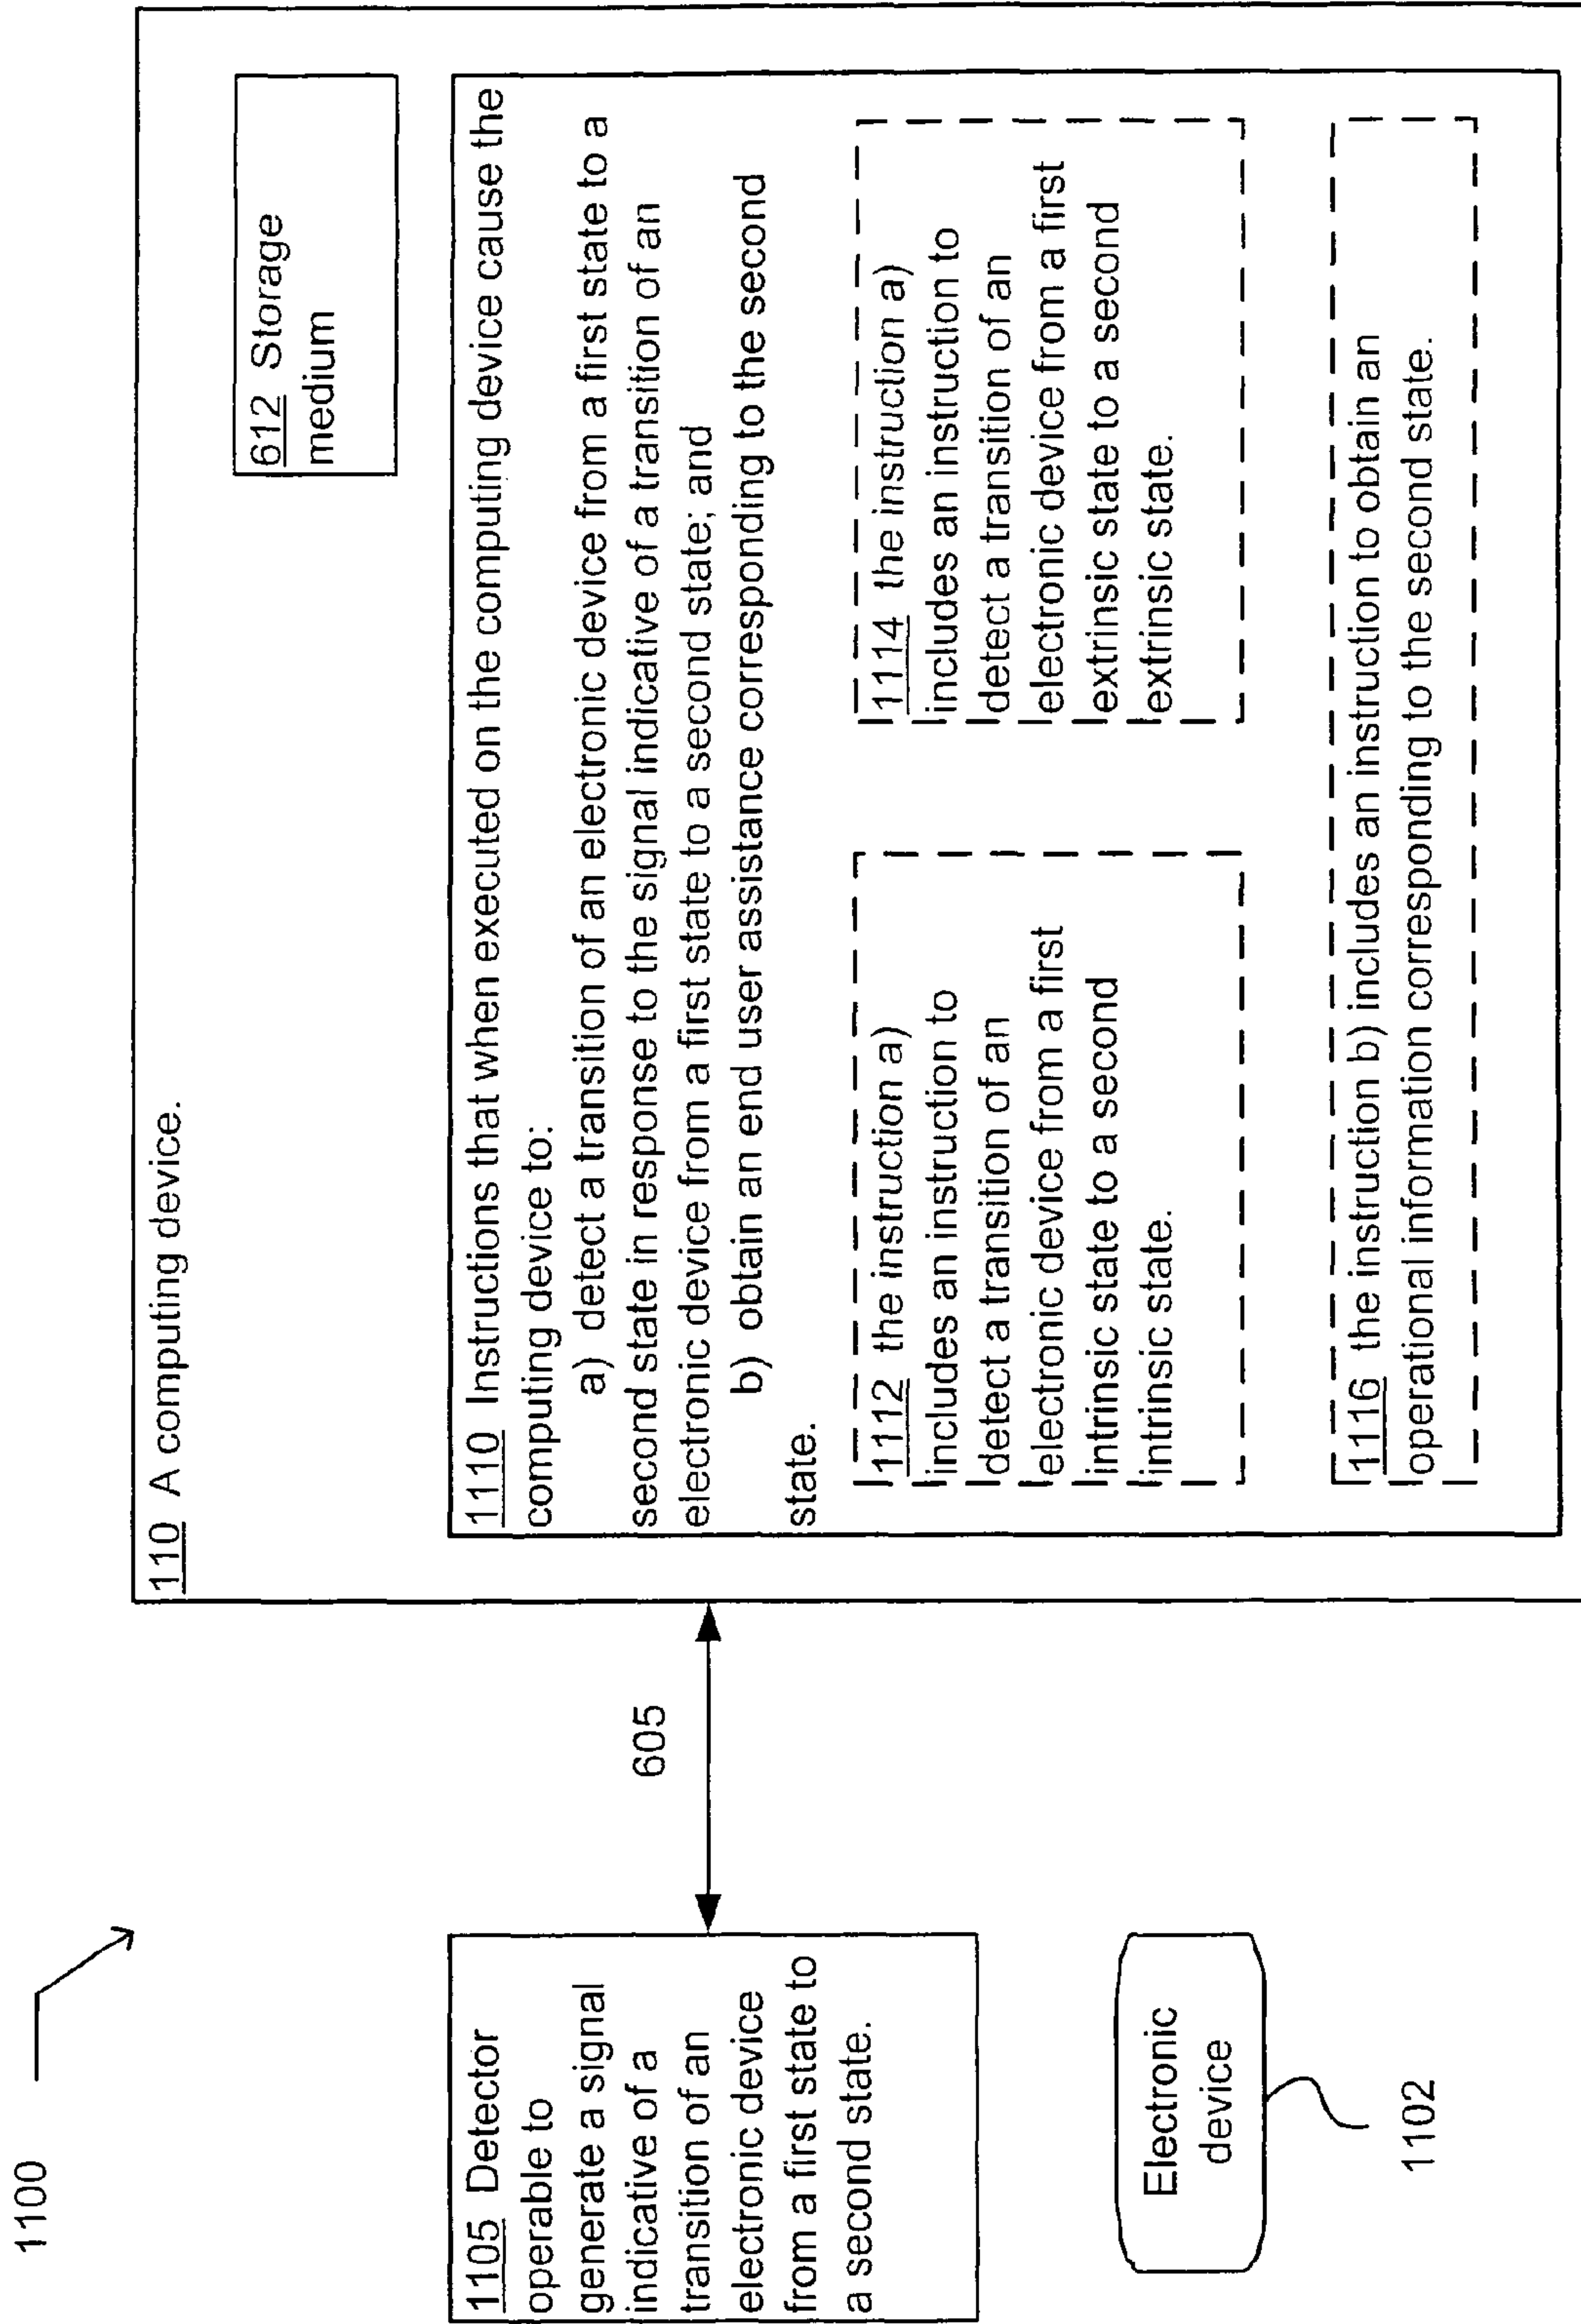 1100
110 A computing device.
612 Storage
medium
1110 Instructions that when executed on the computing device cause the
computing device to:
a) detect a transition of an electronic device from a first state to a
second state in response to the signal indicative of a transition of an
electronic device from a first state to a second state; and
b) obtain an end user assistance corresponding to the second
state.
1112 the instruction a)
includes an instruction to
detect a transition of an
electronic device from a first
intrinsic state to a second
intrinsic state.
1114 the instruction a)
includes an instruction to
detect a transition of an
electronic device from a first
extrinsic state to a second
extrinsic state.
1116 the instruction b) includes an instruction to obtain an
operational information corresponding to the second state.
605
1105 Detector
operable to
generate a signal
indicative of a
transition of an
electronic device
from a first state to
a second state.
Electronic
device
1102